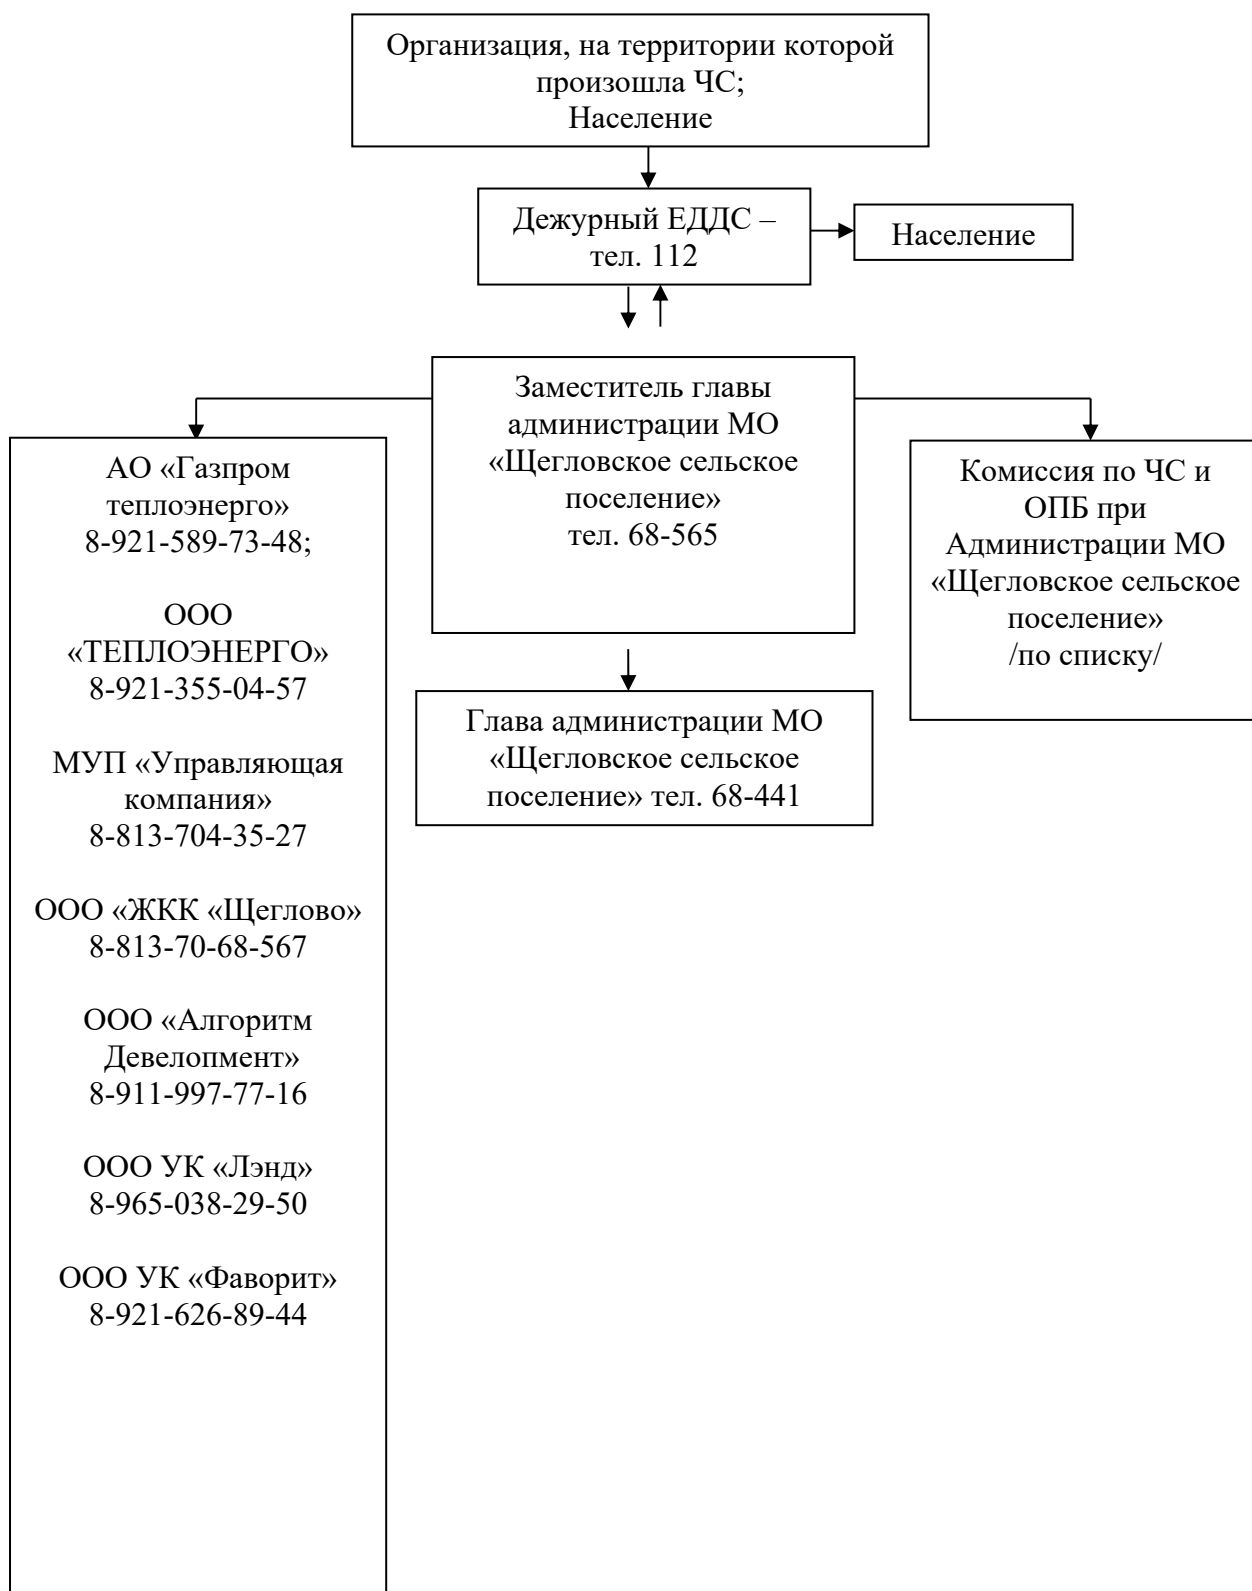 Организация, на территории которой
произошла ЧС;
Население
Дежурный ЕДДС –
тел. 112
Население
Заместитель главы
администрации МО
«Щегловское сельское
поселение»
тел. 68-565
АО «Газпром
теплоэнерго»
8-921-589-73-48;
ООО
«ТЕПЛОЭНЕРГО»
8-921-355-04-57
МУП «Управляющая
компания»
8-813-704-35-27
ООО «ЖКК «Щеглово»
8-813-70-68-567
ООО «Алгоритм
Девелопмент»
8-911-997-77-16
ООО УК «Лэнд»
8-965-038-29-50
ООО УК «Фаворит»
8-921-626-89-44
Комиссия по ЧС и
ОПБ при
Администрации МО
«Щегловское сельское
поселение»
/по списку/
Глава администрации МО
«Щегловское сельское
поселение» тел. 68-441